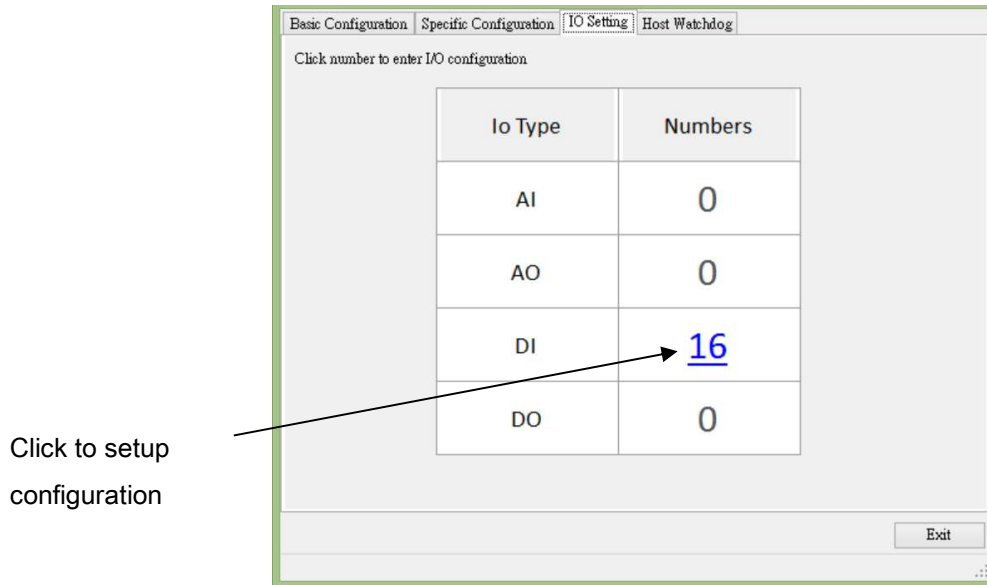 Basic Configuration Specific Configuration IO Setting Host Watchdog
Click number to enter I/O configuration
Io Type Numbers
AI 0
AO 0
DI 16
DO 0
Click to setup
configuration
Exit